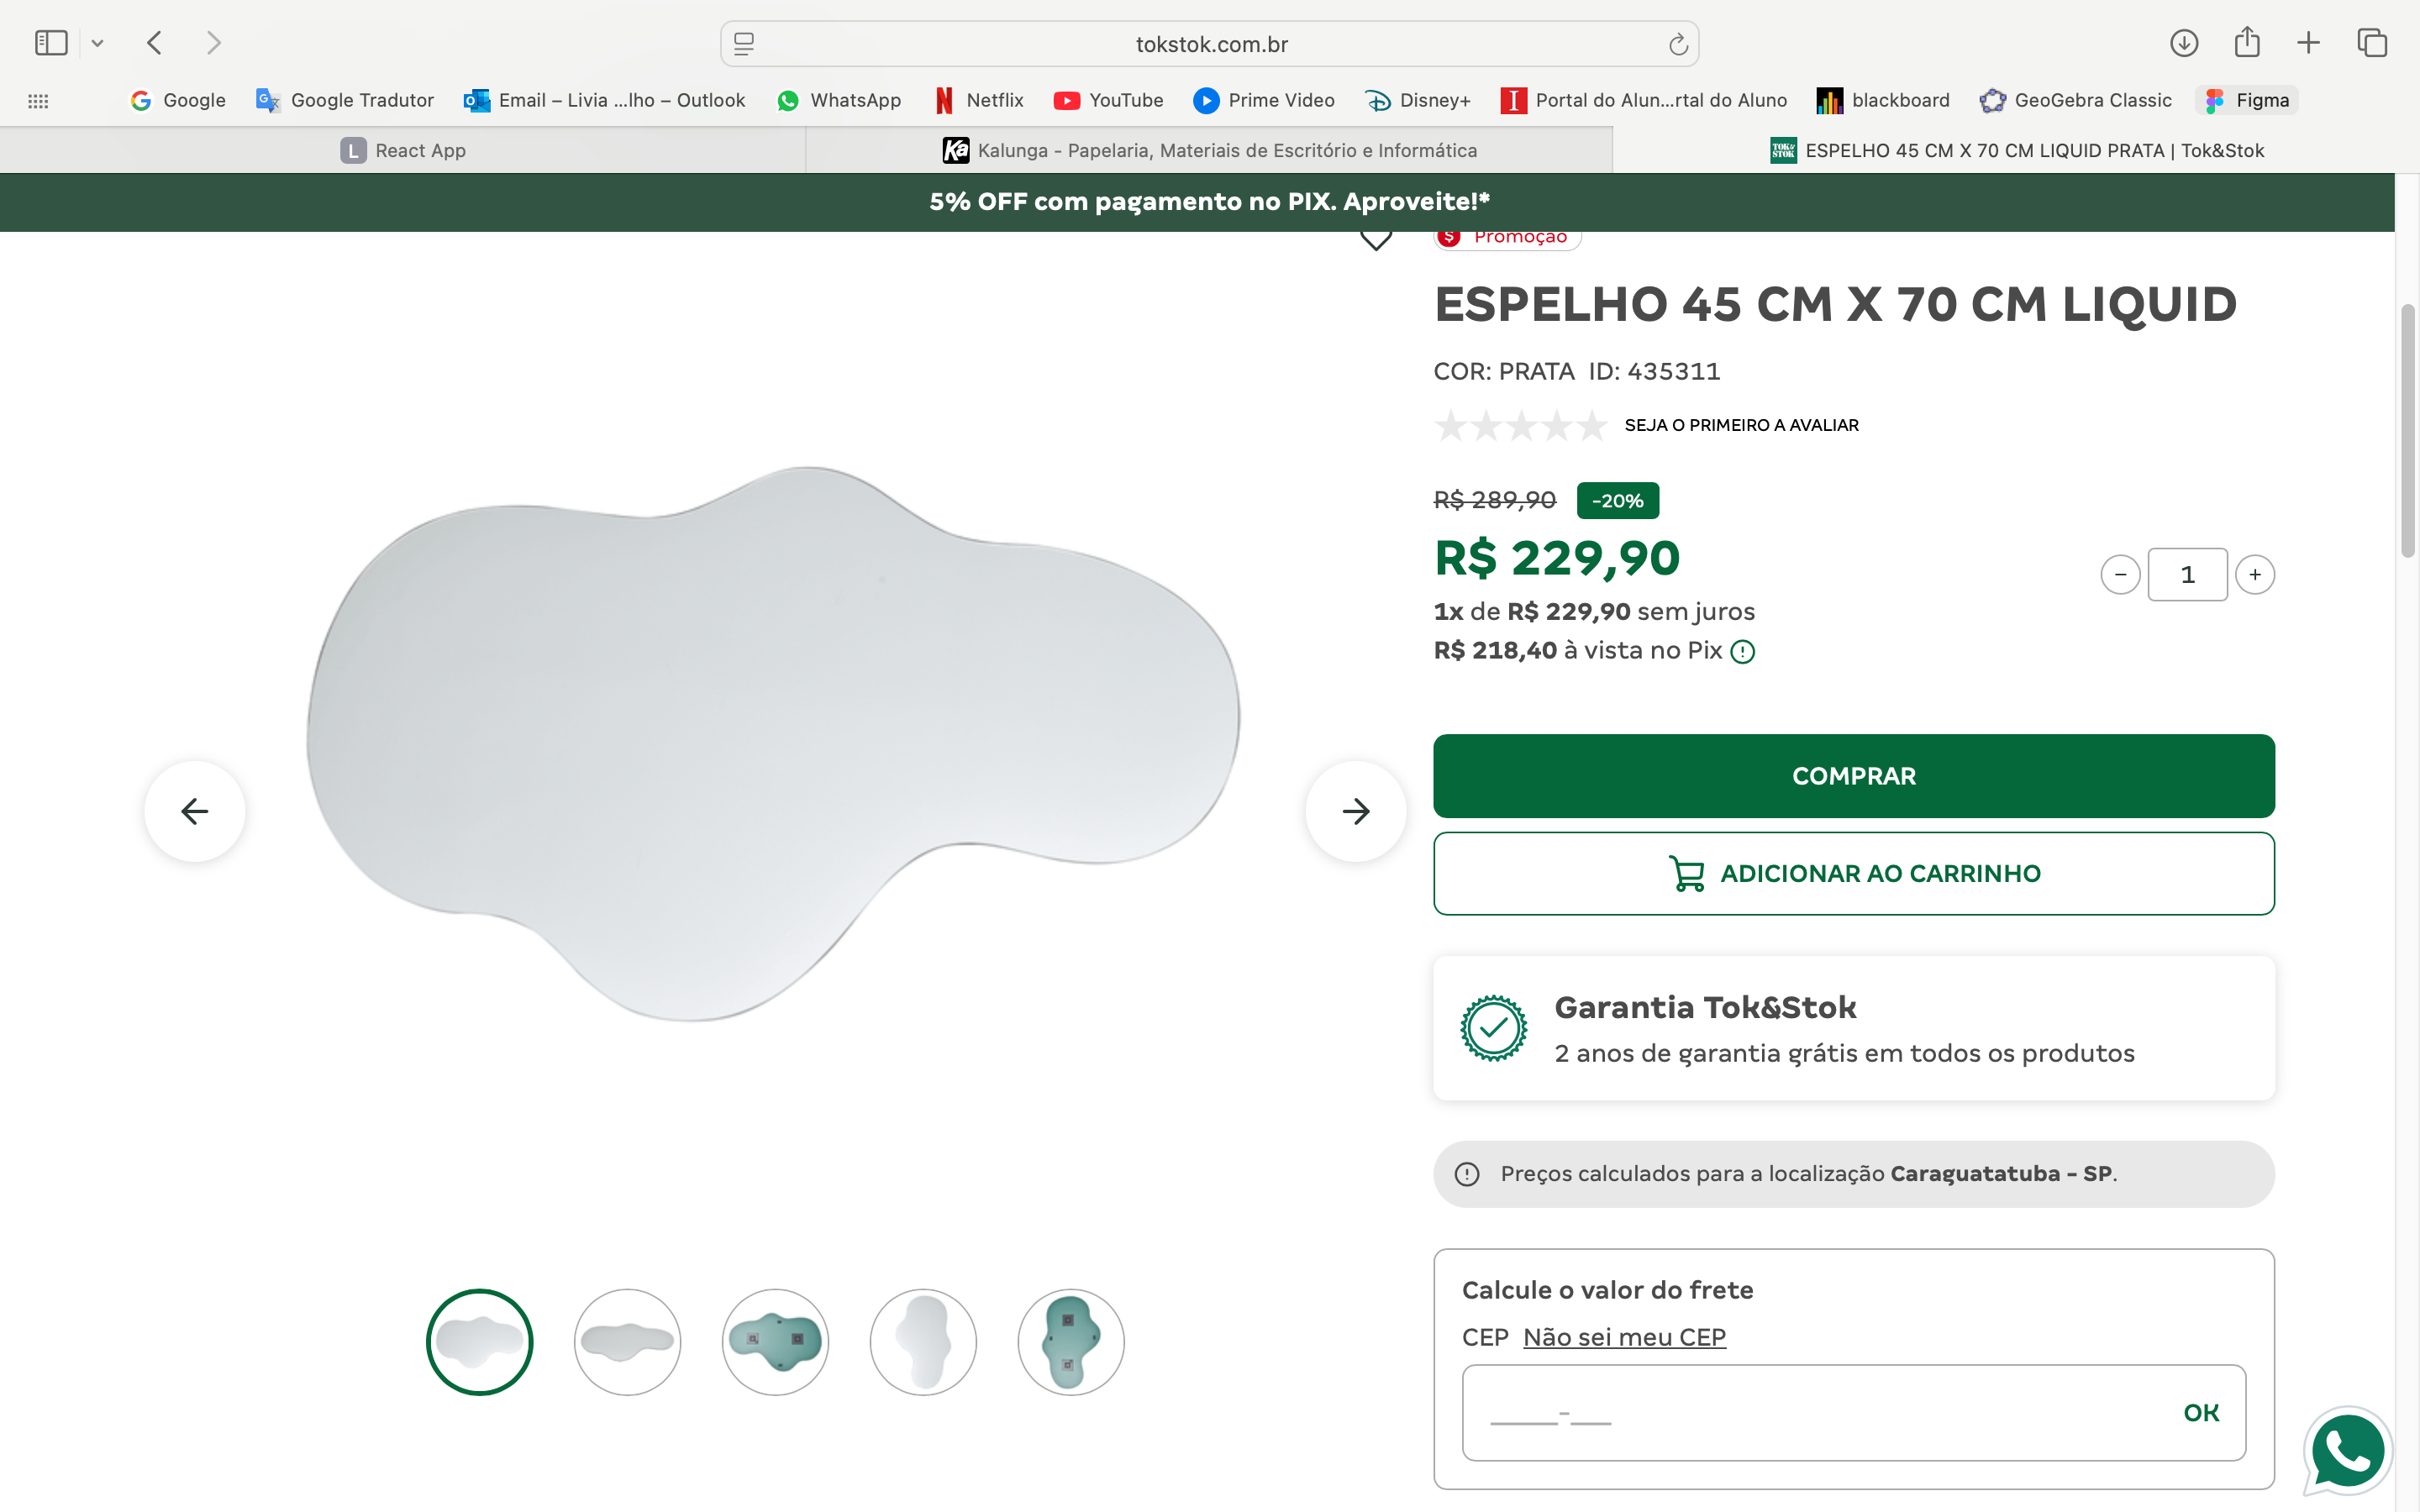 tokstok.com.br
Google
Google Tradutor
Email – Livia ...lho – Outlook
WhatsApp
Netflix
YouTube
Prime Video
Disney+
Portal do Alun...rtal do Aluno
blackboard
GeoGebra Classic
Figma
L React App
Ka Kalunga - Papelaria, Materiais de Escritório e Informática
TOK& STOK ESPELHO 45 CM X 70 CM LIQUID PRATA | Tok&Stok
5% OFF com pagamento no PIX. Aproveite!*
$ Promoção
ESPELHO 45 CM X 70 CM LIQUID
COR: PRATA ID: 435311
SEJA O PRIMEIRO A AVALIAR
R$ 289,90 -20%
R$ 229,90
− 1 +
1x de R$ 229,90 sem juros
R$ 218,40 à vista no Pix
COMPRAR
ADICIONAR AO CARRINHO
Garantia Tok&Stok
2 anos de garantia grátis em todos os produtos
Preços calculados para a localização Caraguatatuba - SP.
Calcule o valor do frete
CEP Não sei meu CEP
_____-___
OK